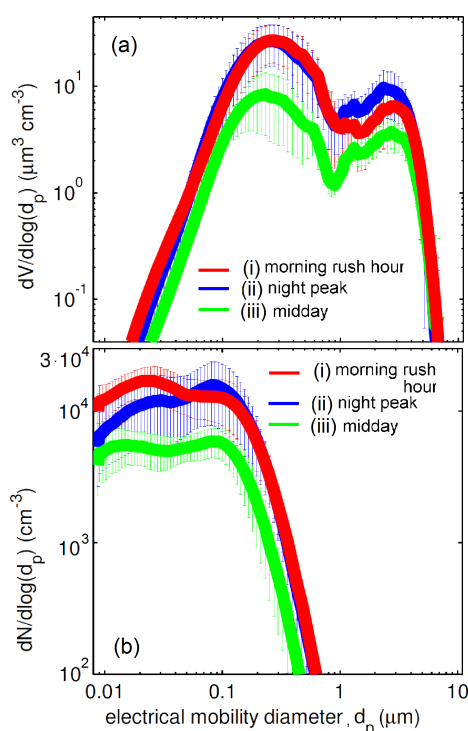 (a)
dV/dlog(dₚ) (μm³ cm⁻³)
10¹
10⁰
10⁻¹
(i) morning rush hour
(ii) night peak
(iii) midday
(b)
dN/dlog(dₚ) (cm⁻³)
3·10⁴
10⁴
10³
10²
(i) morning rush
hour
(ii) night peak
(iii) midday
0.01 0.1 1 10
electrical mobility diameter, dₚ (μm)